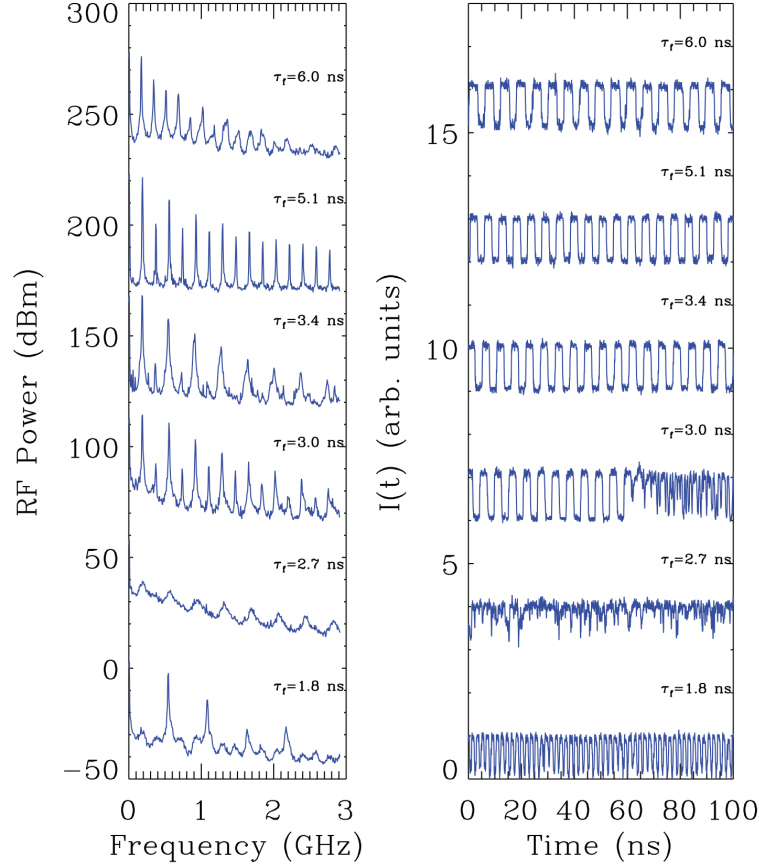 300
250
200
150
100
50
0
−50
RF Power (dBm)
τf=6.0 ns
τf=5.1 ns
τf=3.4 ns
τf=3.0 ns
τf=2.7 ns
τf=1.8 ns
0 1 2 3
Frequency (GHz)
15
10
5
0
I(t) (arb. units)
τf=6.0 ns
τf=5.1 ns
τf=3.4 ns
τf=3.0 ns
τf=2.7 ns
τf=1.8 ns
0 20 40 60 80 100
Time (ns)